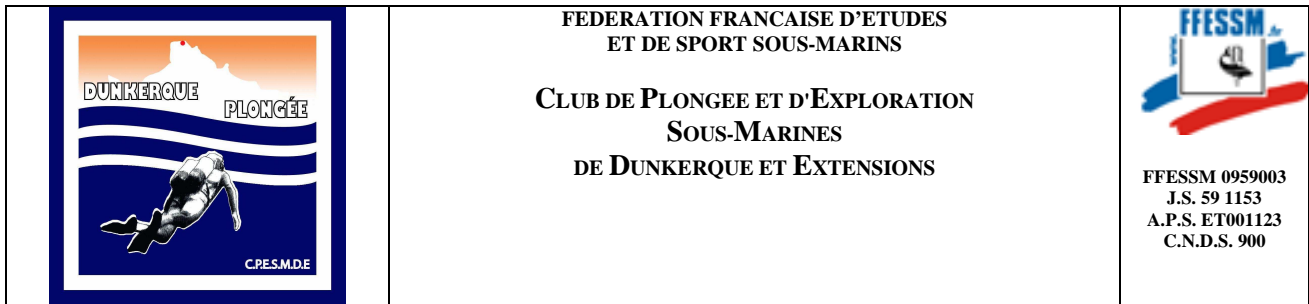 DUNKERQUE
PLONGÉE
C.P.E.S.M.D.E
FEDERATION FRANCAISE D'ETUDES
ET DE SPORT SOUS-MARINS
CLUB DE PLONGEE ET D'EXPLORATION
SOUS-MARINES
DE DUNKERQUE ET EXTENSIONS
FFESSM
FFESSM 0959003
J.S. 59 1153
A.P.S. ET001123
C.N.D.S. 900